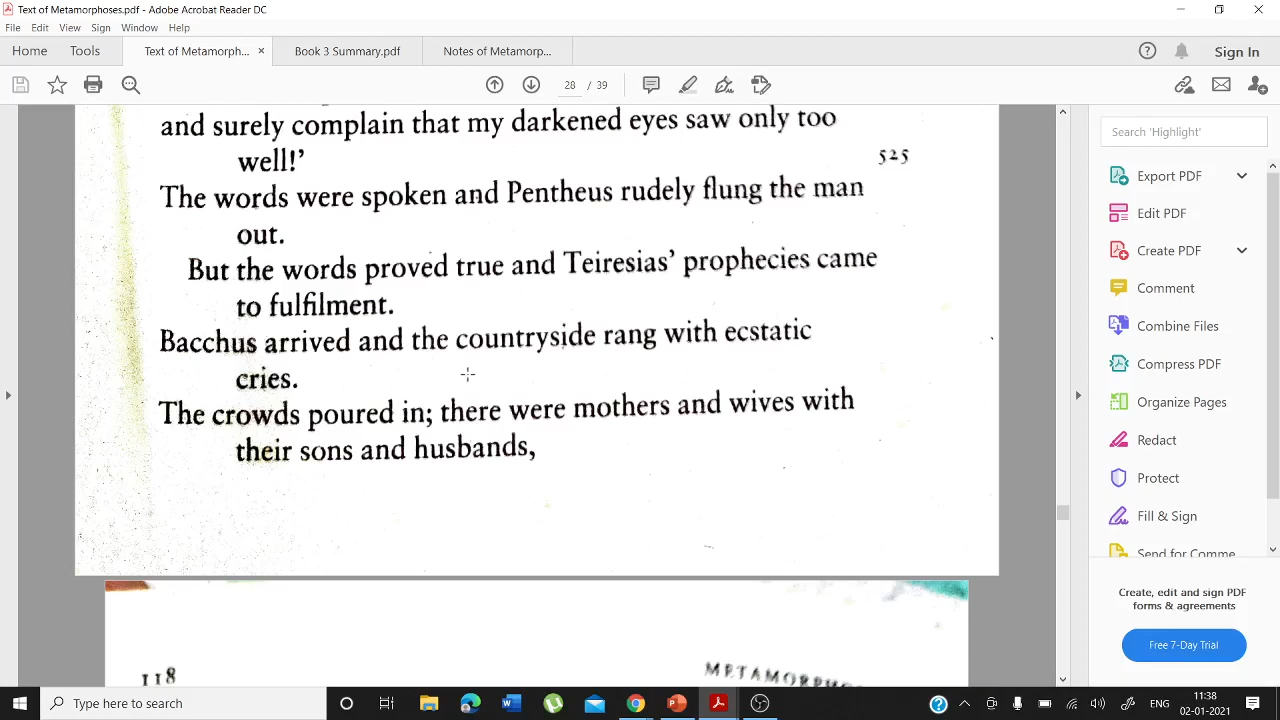 Text of Metamorphoses.pdf - Adobe Acrobat Reader DC
File Edit View Sign Window Help
Home Tools Text of Metamorph... × Book 3 Summary.pdf Notes of Metamorp... Sign In
28 / 39
and surely complain that my darkened eyes saw only too
well!’ 525
The words were spoken and Pentheus rudely flung the man
out.
But the words proved true and Teiresias’ prophecies came
to fulfilment.
Bacchus arrived and the countryside rang with ecstatic
cries.
The crowds poured in; there were mothers and wives with
their sons and husbands,
118 METAMORPHO
Search 'Highlight'
Export PDF
Edit PDF
Create PDF
Comment
Combine Files
Compress PDF
Organize Pages
Redact
Protect
Fill & Sign
Send for Comme
Create, edit and sign PDF
forms & agreements
Free 7-Day Trial
Type here to search
ENG
11:38
02-01-2021